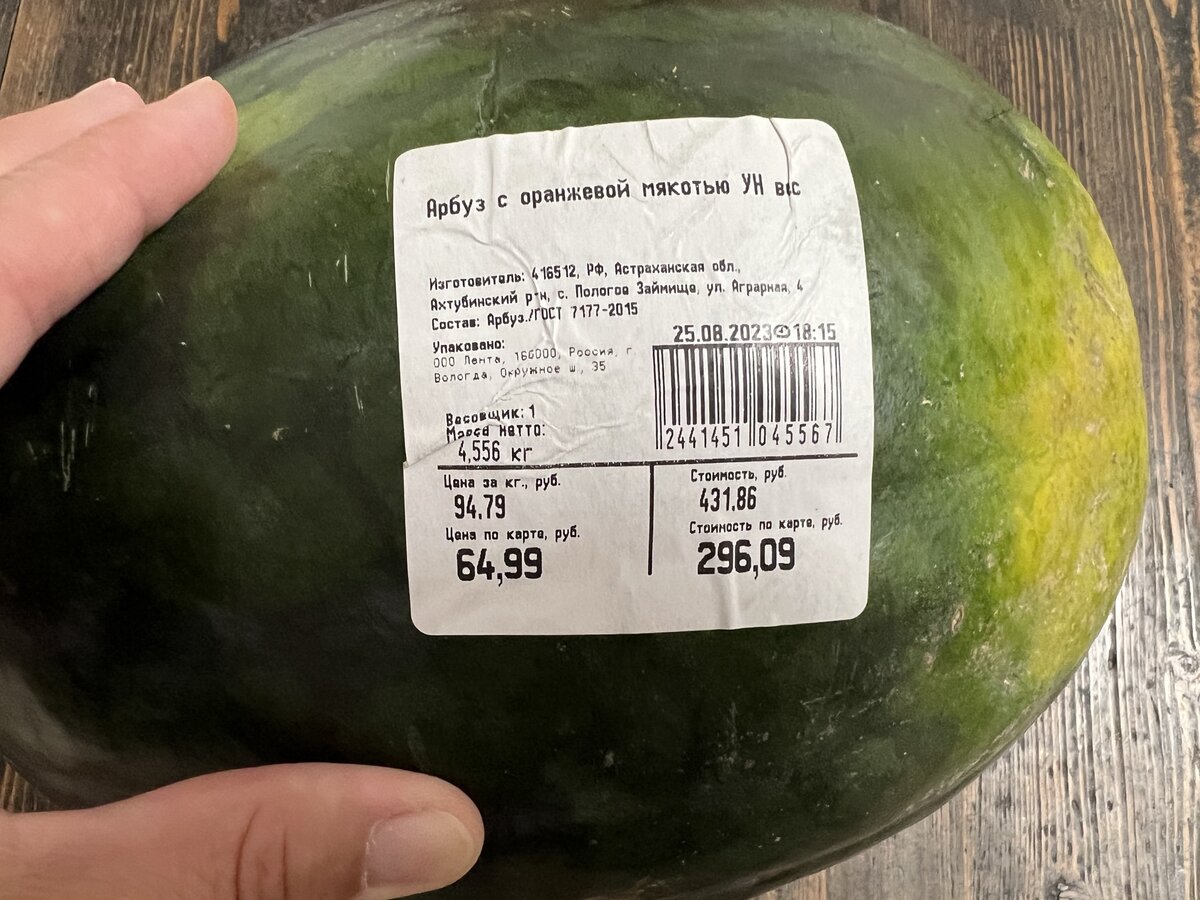 Арбуз с оранжевой мякотью УН вес
Изготовитель: 416512, РФ, Астраханская обл.,
Ахтубинский р-н, с. Пологое Займище, ул. Аграрная, 4
Состав: Арбуз./ГОСТ 7177-2015
25.08.2023 18:15
Упаковано:
ООО Лента, 160000, Россия, г.
Вологда, Окружное ш., 35
Весовщик: 1
Масса нетто:
4,556 кг
2441451 045567
Цена за кг., руб.
94.79
Цена по карте, руб.
64,99
Стоимость, руб.
431.86
Стоимость по карте, руб.
296,09